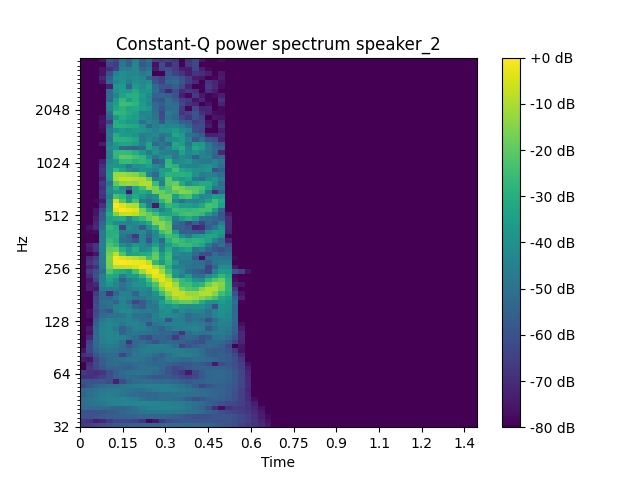 Constant-Q power spectrum speaker_2
Hz
2048
1024
512
256
128
64
32
0 0.15 0.3 0.45 0.6 0.75 0.9 1.1 1.2 1.4
Time
+0 dB
-10 dB
-20 dB
-30 dB
-40 dB
-50 dB
-60 dB
-70 dB
-80 dB